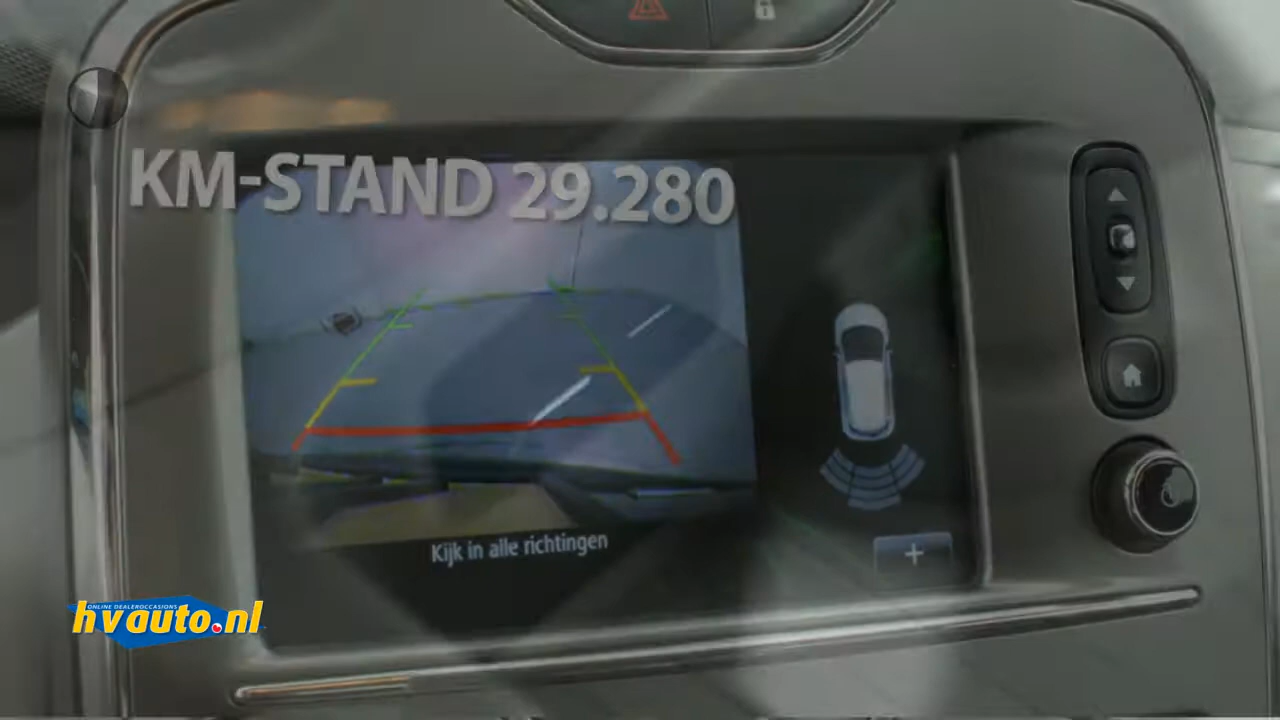 KM-STAND 29.280
Kijk in alle richtingen
+
ONLINE DEALEROCCASIONS
hvauto.nl